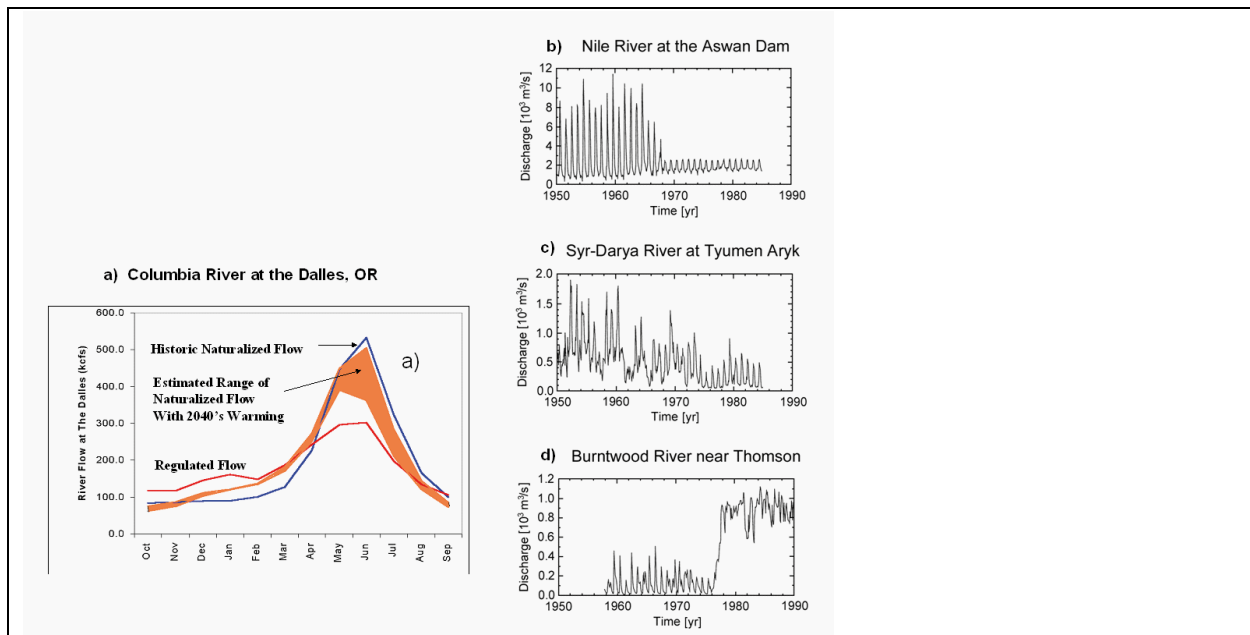 b) Nile River at the Aswan Dam
Discharge [10³ m³/s]
12
10
8
6
4
2
0
1950 1960 1970 1980 1990
Time [yr]
c) Syr-Darya River at Tyumen Aryk
Discharge [10³ m³/s]
2.0
1.5
1.0
0.5
0.0
1950 1960 1970 1980 1990
Time [yr]
a) Columbia River at the Dalles, OR
River Flow at The Dalles (kcfs)
600.0
500.0
400.0
300.0
200.0
100.0
0.0
Historic Naturalized Flow
a)
Estimated Range of
Naturalized Flow
With 2040's Warming
Regulated Flow
Oct Nov Dec Jan Feb Mar Apr May Jun Jul Aug Sep
d) Burntwood River near Thomson
Discharge [10³ m³/s]
1.2
1.0
0.8
0.6
0.4
0.2
0.0
1950 1960 1970 1980 1990
Time [yr]